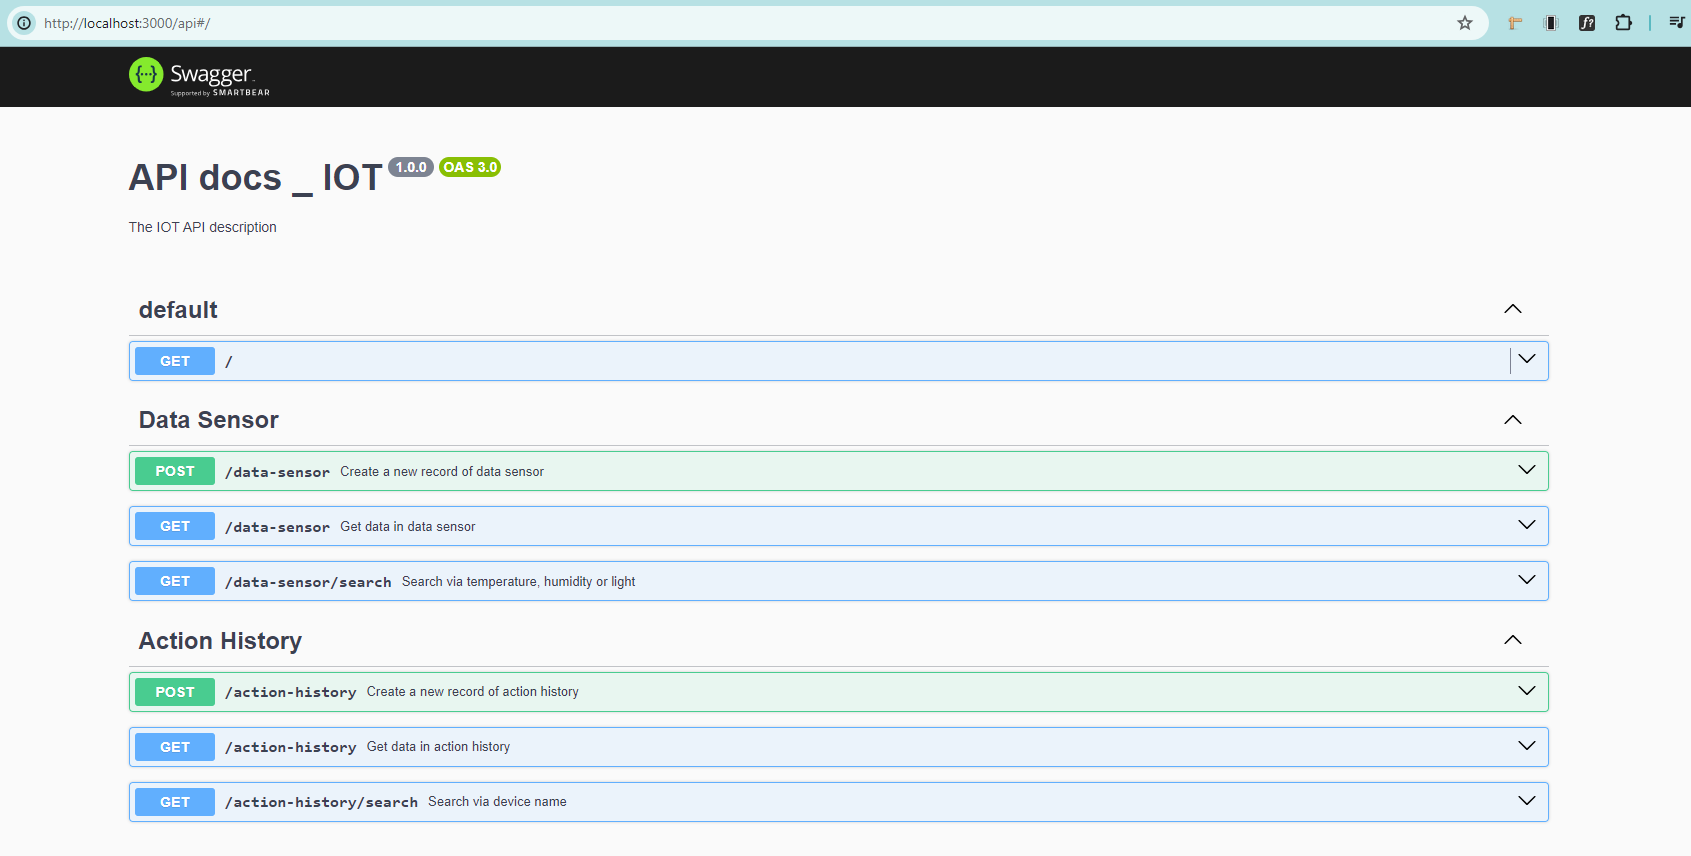 http://localhost:3000/api#/
Swagger
Supported by SMARTBEAR
API docs _ IOT 1.0.0 OAS 3.0
The IOT API description
default
GET /
Data Sensor
POST /data-sensor Create a new record of data sensor
GET /data-sensor Get data in data sensor
GET /data-sensor/search Search via temperature, humidity or light
Action History
POST /action-history Create a new record of action history
GET /action-history Get data in action history
GET /action-history/search Search via device name